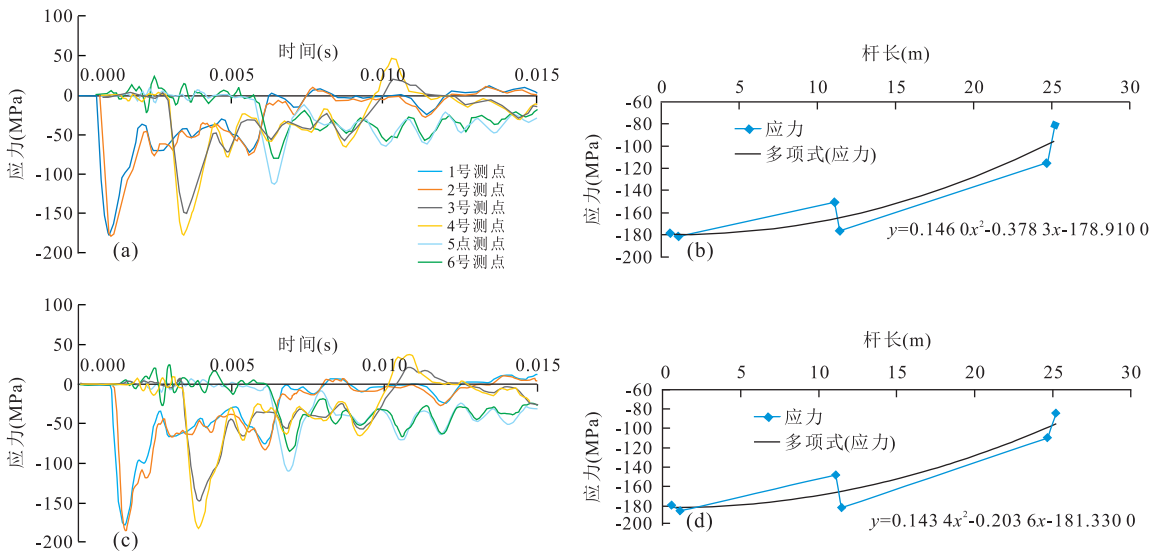 100
50
0
-50
-100
-150
-200
应力(MPa)
时间(s)
0.000
0.005
0.010
0.015
1号测点
2号测点
3号测点
4号测点
5点测点
6号测点
(a)
杆长(m)
0
5
10
15
20
25
30
-60
-80
-100
-120
-140
-160
-180
-200
应力(MPa)
应力
多项式(应力)
y=0.146 0x²-0.378 3x-178.910 0
(b)
100
50
0
-50
-100
-150
-200
应力(MPa)
时间(s)
0.000
0.005
0.010
0.015
(c)
杆长(m)
0
5
10
15
20
25
30
-60
-80
-100
-120
-140
-160
-180
-200
应力(MPa)
应力
多项式(应力)
(d)
y=0.143 4x²-0.203 6x-181.330 0